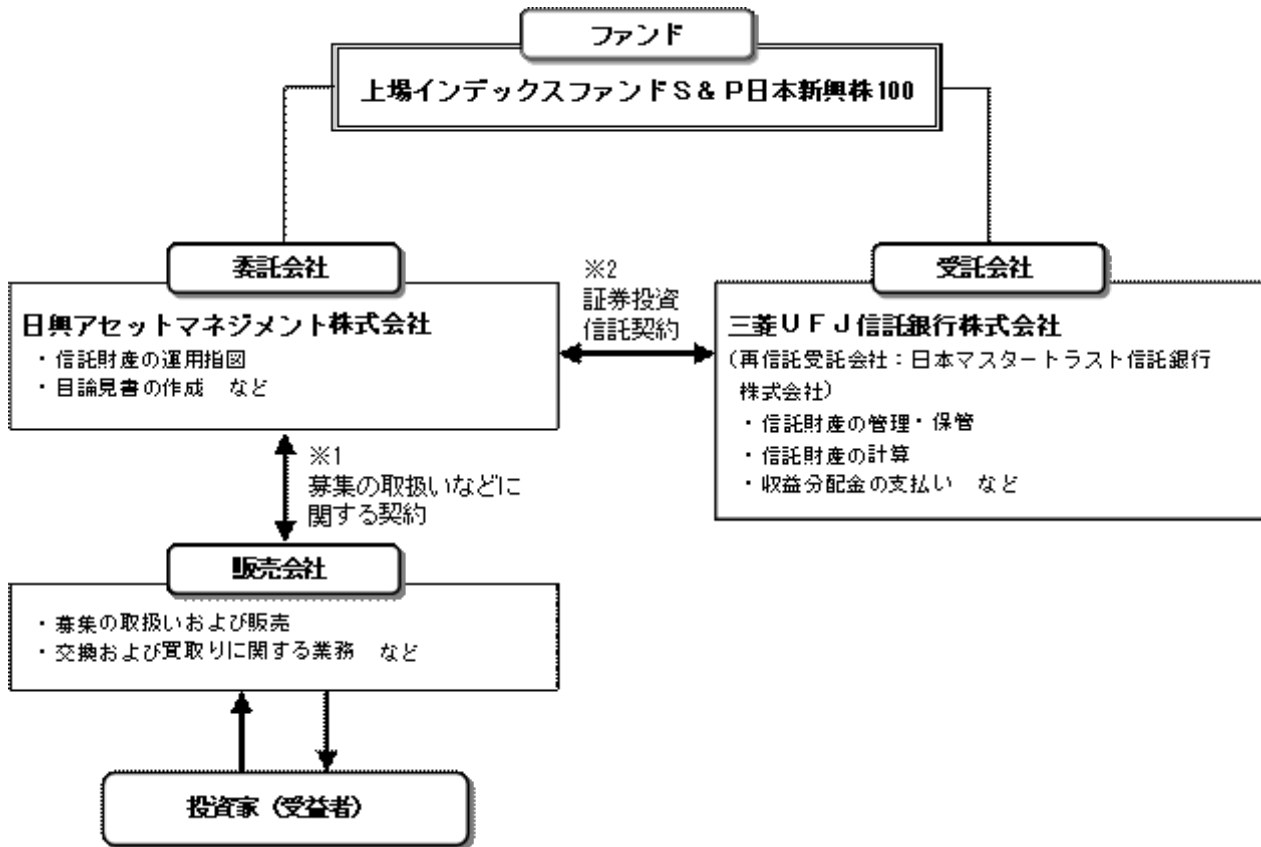 ファンド
上場インデックスファンドS&P日本新興株100
委託会社
日興アセットマネジメント株式会社
・信託財産の運用指図
・目論見書の作成　など
※2
証券投資
信託契約
受託会社
三菱UFJ信託銀行株式会社
(再信託受託会社：日本マスタートラスト信託銀行
株式会社)
・信託財産の管理・保管
・信託財産の計算
・収益分配金の支払い　など
※1
募集の取扱いなどに
関する契約
販売会社
・募集の取扱いおよび販売
・交換および買取りに関する業務　など
投資家（受益者）